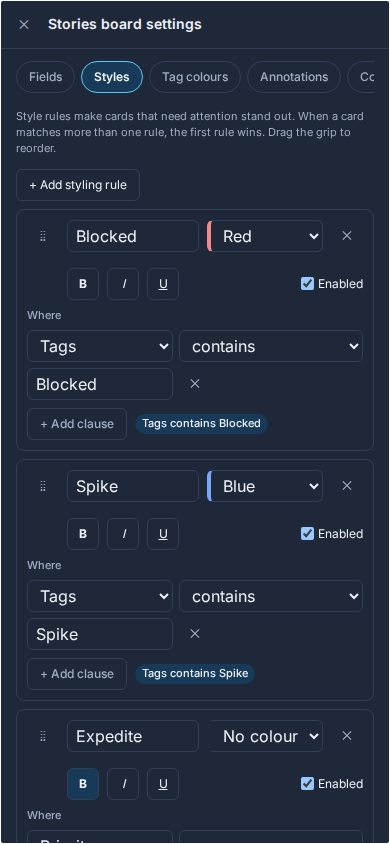 Stories board settings
Fields Styles Tag colours Annotations
Style rules make cards that need attention stand out. When a card
matches more than one rule, the first rule wins. Drag the grip to
reorder.
+ Add styling rule
Blocked Red
B I U Enabled
Where
Tags contains
Blocked
+ Add clause Tags contains Blocked
Spike Blue
B I U Enabled
Where
Tags contains
Spike
+ Add clause Tags contains Spike
Expedite No colour
B I U Enabled
Where